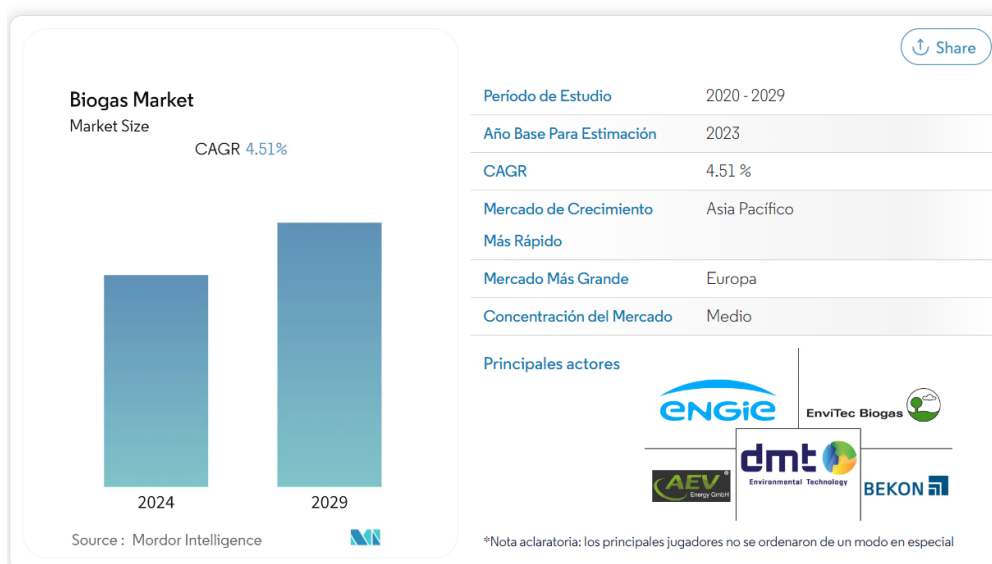 Share
Biogas Market
Market Size
CAGR 4.51%
2024
2029
Source : Mordor Intelligence
Período de Estudio 2020 - 2029
Año Base Para Estimación 2023
CAGR 4.51 %
Mercado de Crecimiento Asia Pacífico
Más Rápido
Mercado Más Grande Europa
Concentración del Mercado Medio
Principales actores
ENGIE
EnviTec Biogas
AEV
Energy GmbH
dmt
Environmental Technology
BEKON
*Nota aclaratoria: los principales jugadores no se ordenaron de un modo en especial